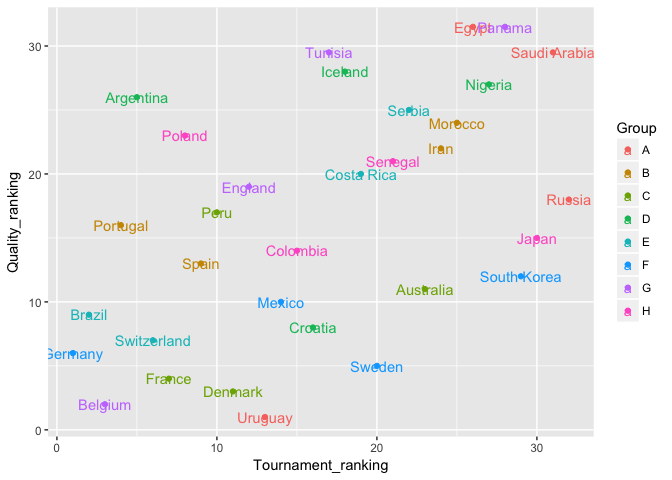 Egypt Panama
30 Tunisia Saudi Arabia
Iceland
Nigeria
Argentina
Serbia
Morocco
Poland
Iran
Senegal
20 Costa Rica
England
Russia
Peru
Portugal
Japan
Colombia
Spain
South Korea
Australia
10 Mexico
Brazil
Croatia
Switzerland
Germany
Sweden
France
Denmark
Belgium
Uruguay
0
0 10 20 30
Tournament_ranking
Quality_ranking
Group
A
B
C
D
E
F
G
H